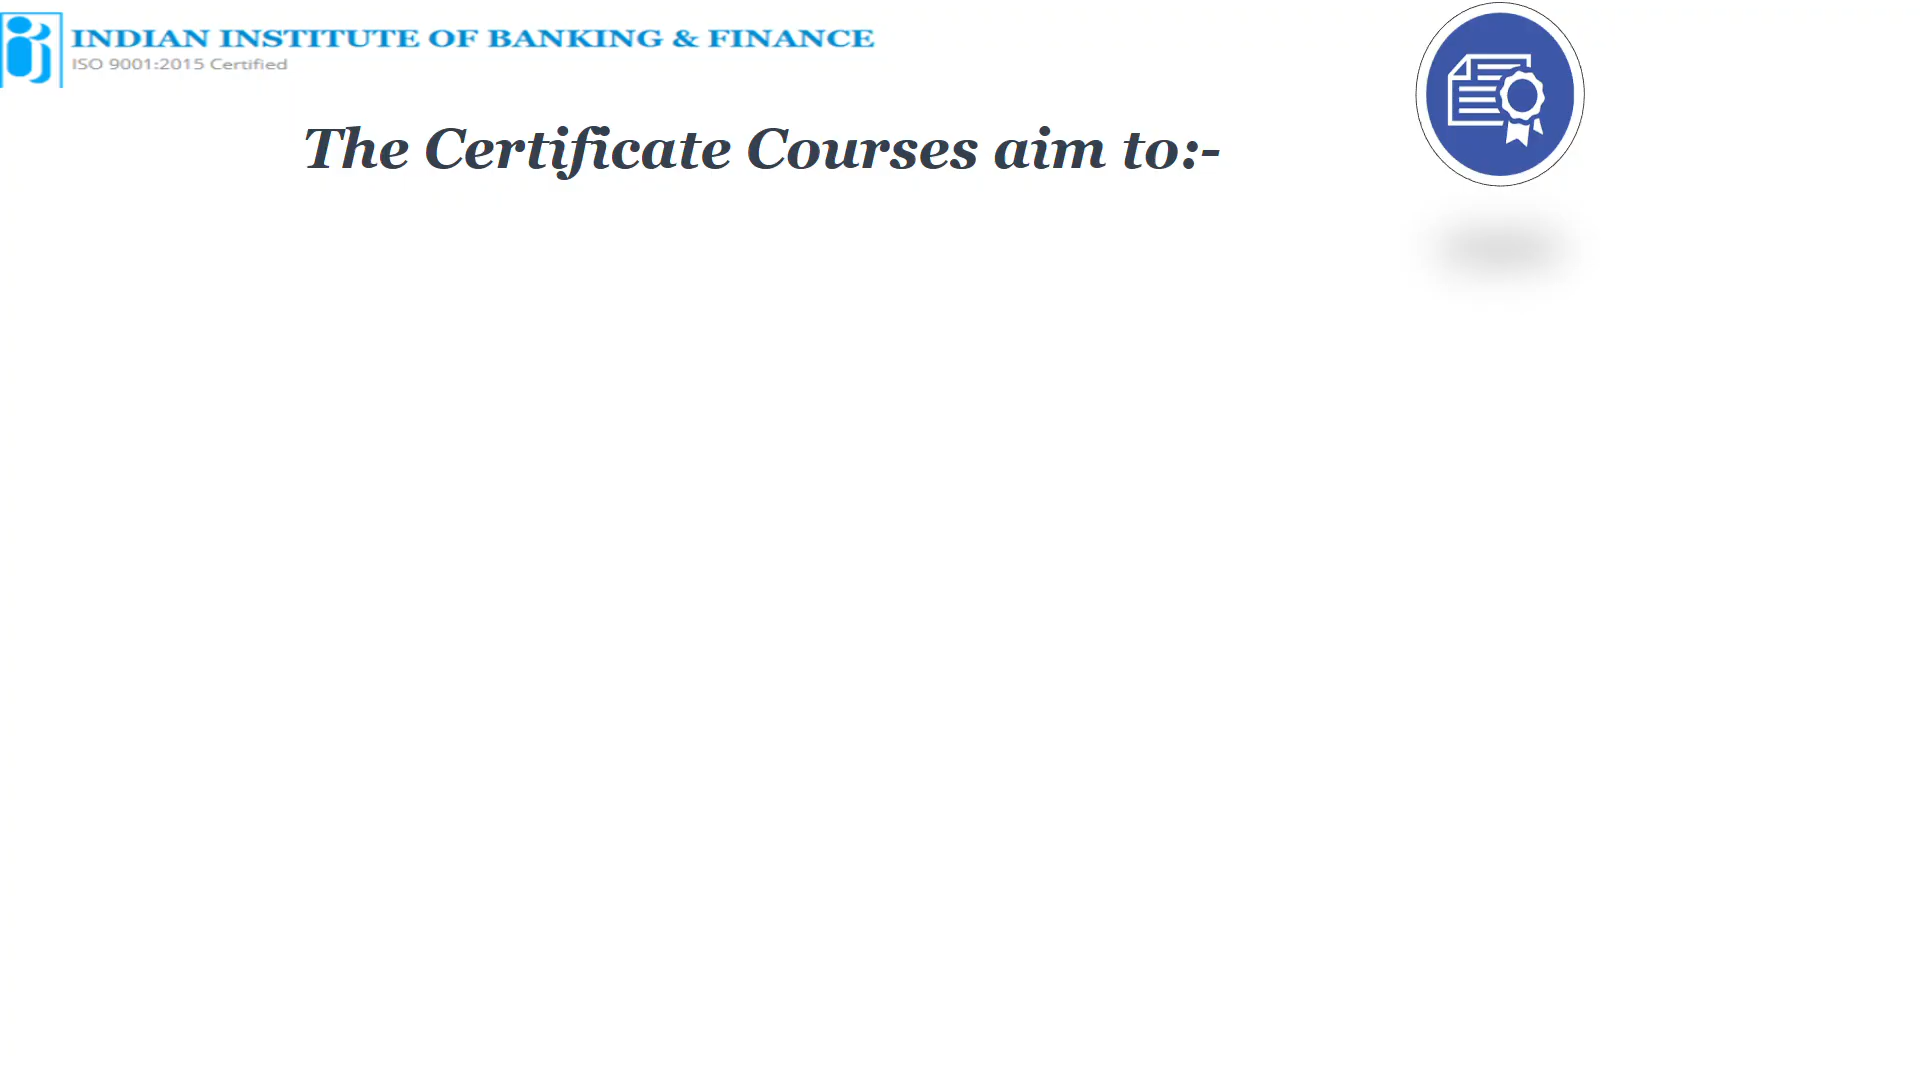 INDIAN INSTITUTE OF BANKING & FINANCE
ISO 9001:2015 Certified
The Certificate Courses aim to:-